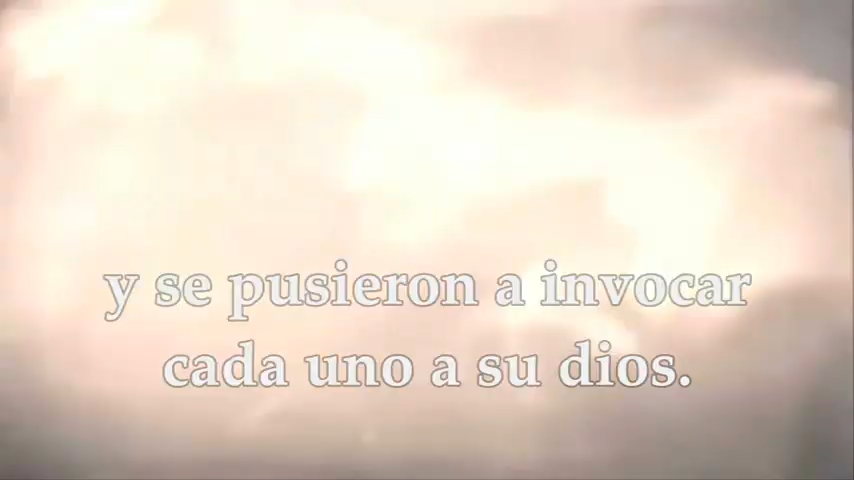 y se pusieron a invocar
cada uno a su dios.